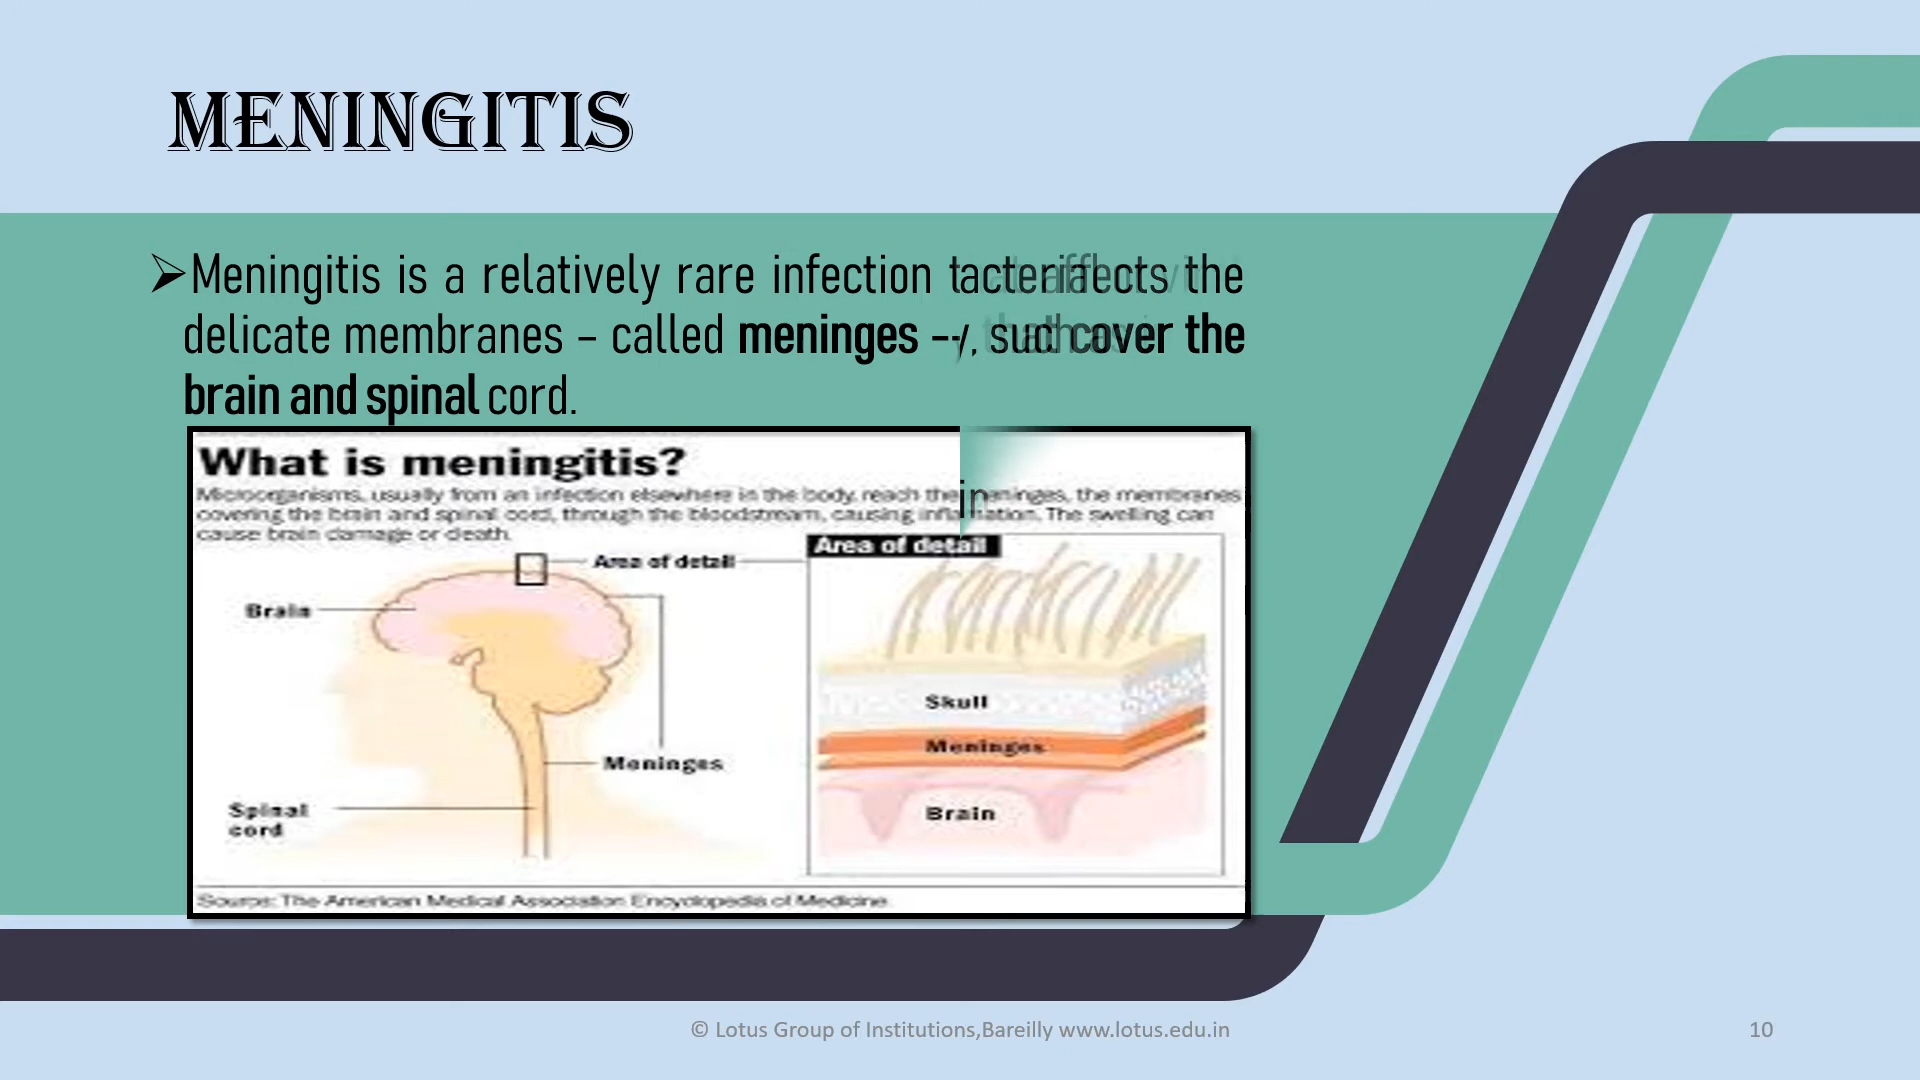 MENINGITIS
➢Meningitis is a relatively rare infection the
delicate membranes – called meninges – cover the
brain and spinal cord.
What is meningitis?
Microorganisms, usually from an infection elsewhere in the body, reach the meninges, the membranes
covering the brain and spinal cord, through the bloodstream, causing inflammation. The swelling can
cause brain damage or death.
Area of detail
Area of detail
Brain
Skull
Meninges
Meninges
Spinal
cord
Brain
Source: The American Medical Association Encyclopedia of Medicine
© Lotus Group of Institutions,Bareilly www.lotus.edu.in
10